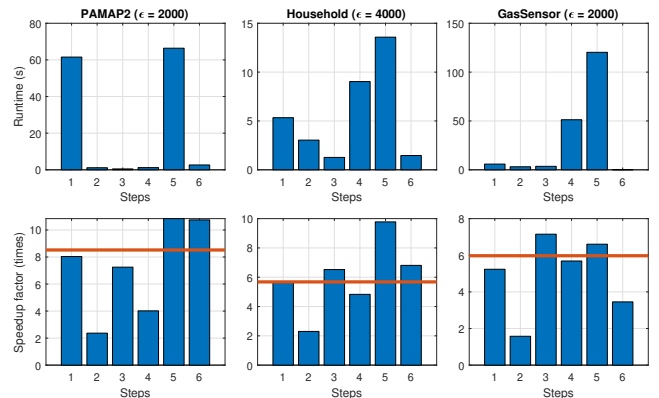 PAMAP2 (ϵ = 2000)
Household (ϵ = 4000)
GasSensor (ϵ = 2000)
Runtime (s)
80
60
40
20
0
15
10
5
0
150
100
50
0
1 2 3 4 5 6
1 2 3 4 5 6
1 2 3 4 5 6
Steps
Steps
Steps
Speedup factor (times)
10
8
6
4
2
0
10
8
6
4
2
0
8
6
4
2
0
1 2 3 4 5 6
1 2 3 4 5 6
1 2 3 4 5 6
Steps
Steps
Steps